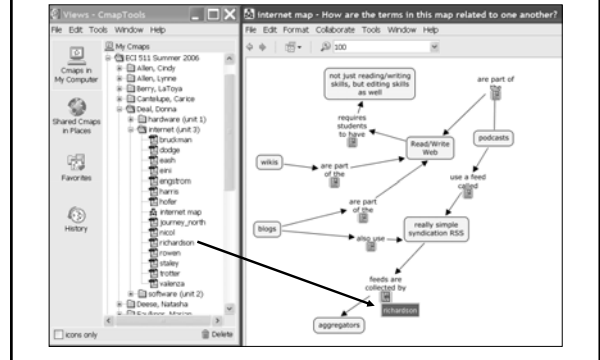 Views - CmapTools
File Edit Tools Window Help
Cmaps in
My Computer
Shared Cmaps
in Places
Favorites
History
My Cmaps
ECI 511 Summer 2006
Allen, Cindy
Allen, Lynne
Berry, LaToya
Cantelupe, Carice
Deal, Donna
hardware (unit 1)
internet (unit 3)
bruckman
dodge
eash
eini
engstrom
harris
hofer
internet map
journey_north
nicol
richardson
rowen
staley
trotter
valenza
software (unit 2)
Deese, Natasha
Marian
icons only
Delete
internet map - How are the terms in this map related to one another?
File Edit Format Collaborate Tools Window Help
100
not just reading/writing
skills, but editing skills
as well
are part of
requires
students
to have
Read/Write
Web
podcasts
wikis
are part
of the
use a feed
called
are part
of the
blogs
also use
really simple
syndication RSS
feeds are
collected by
richardson
aggregators